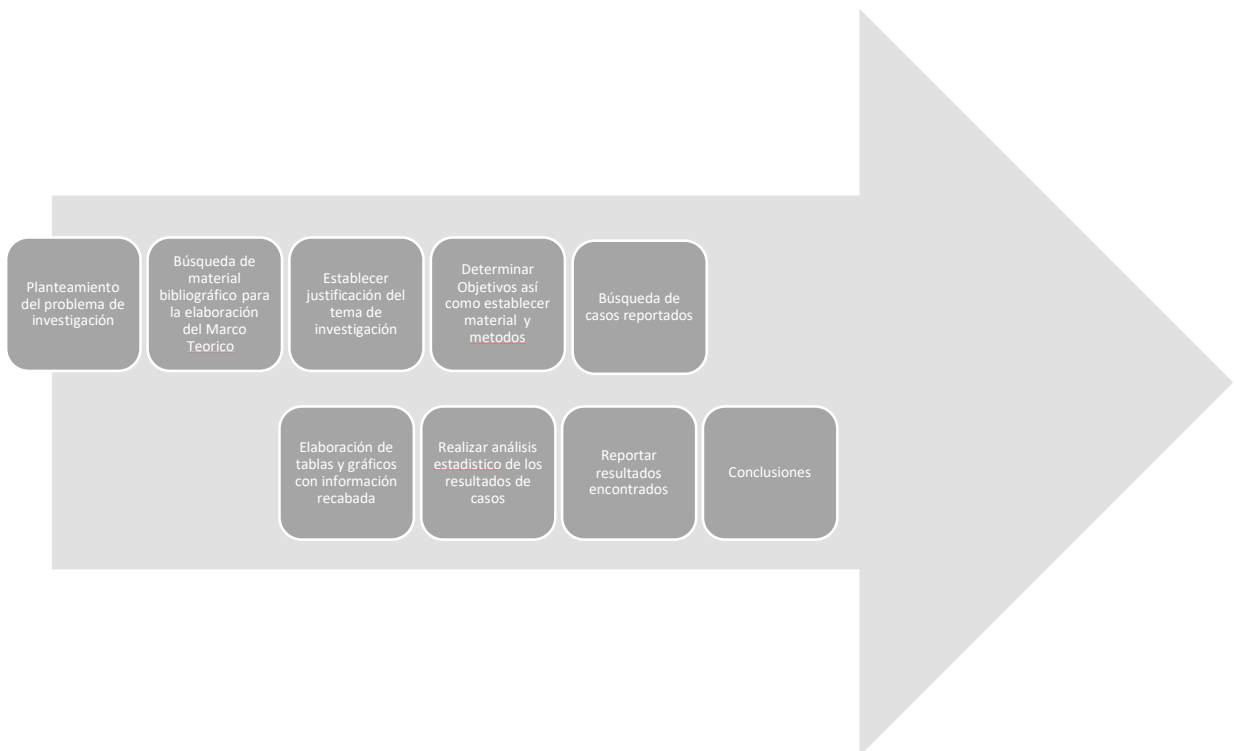 Planteamiento
del problema de
investigación
Búsqueda de
material
bibliográfico para
la elaboración
del Marco
Teorico
Establecer
justificación del
tema de
investigación
Determinar
Objetivos así
como establecer
material y
metodos
Búsqueda de
casos reportados
Elaboración de
tablas y gráficos
con información
recabada
Realizar análisis
estadistico de los
resultados de
casos
Reportar
resultados
encontrados
Conclusiones